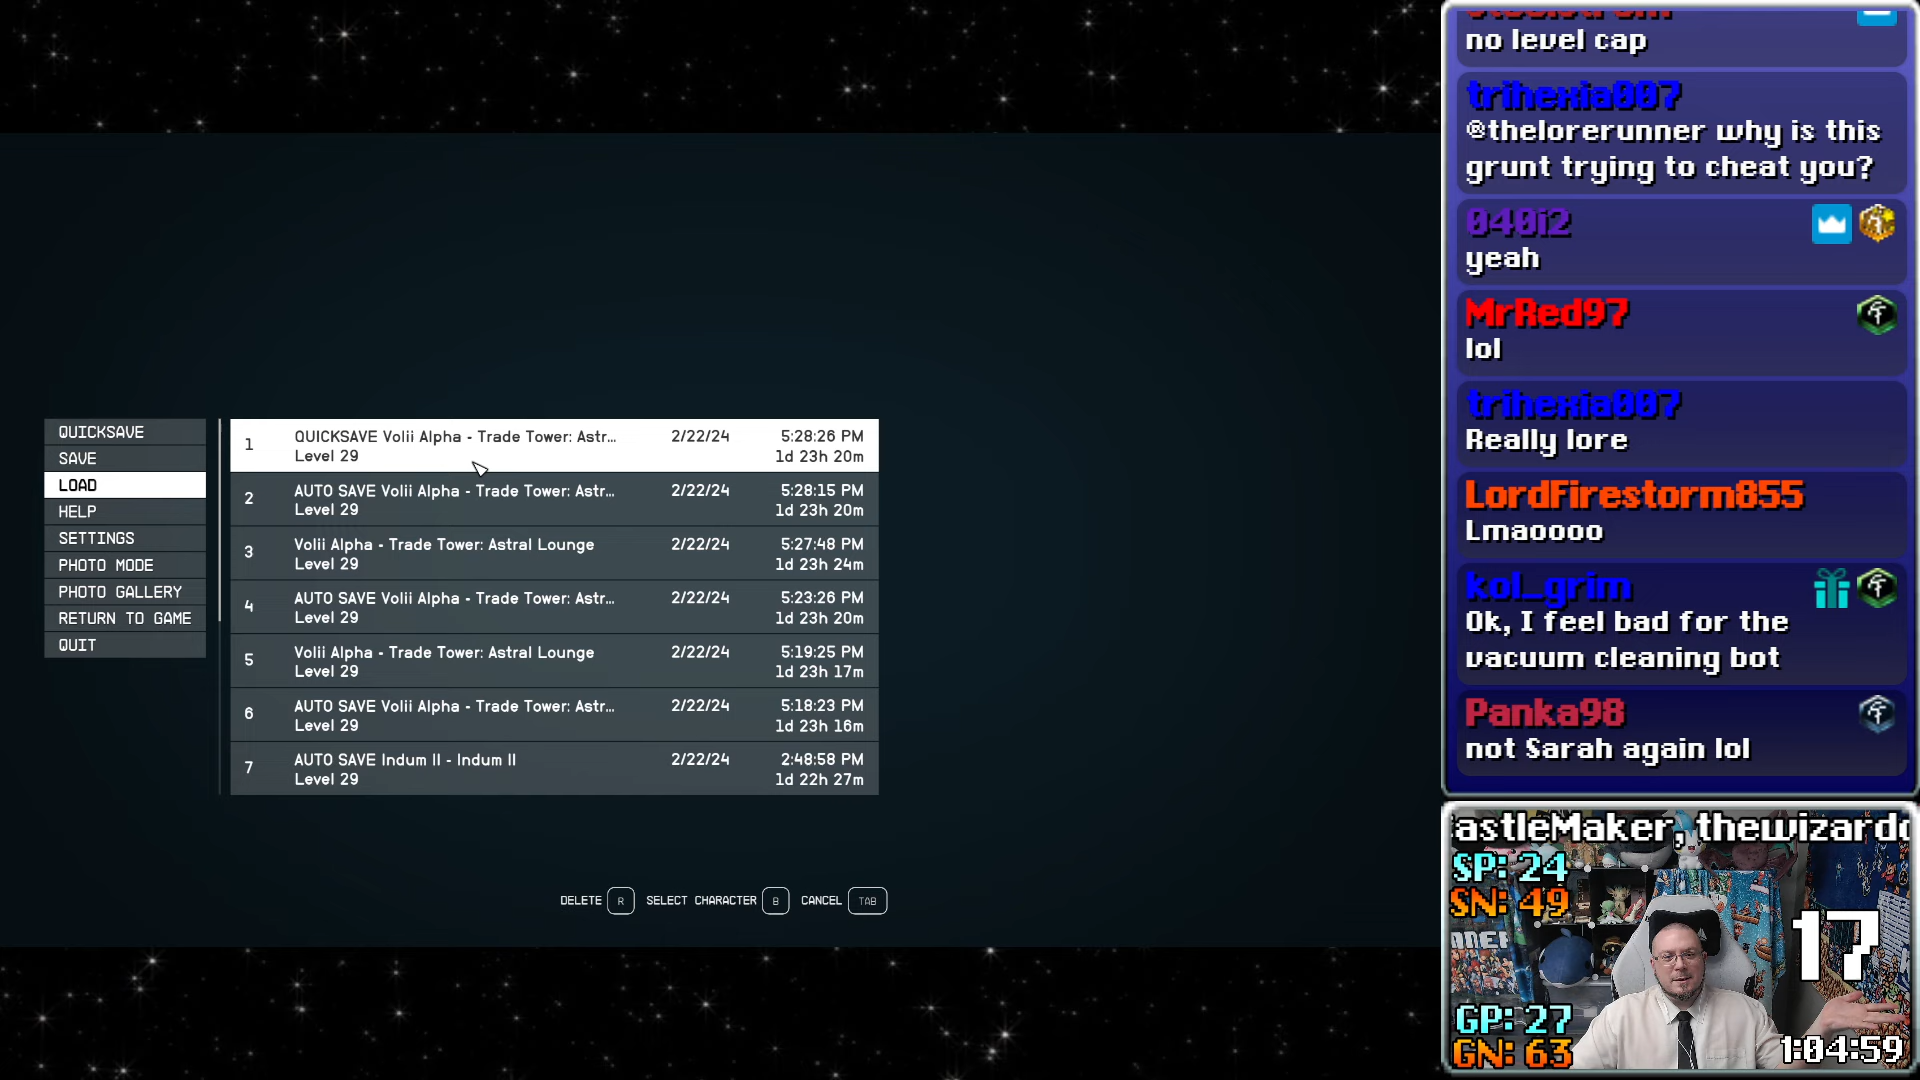 QUICKSAVE
SAVE
LOAD
HELP
SETTINGS
PHOTO MODE
PHOTO GALLERY
RETURN TO GAME
QUIT
1 QUICKSAVE Volii Alpha - Trade Tower: Astr... 2/22/24 5:28:26 PM
Level 29 1d 23h 20m
2 AUTO SAVE Volii Alpha - Trade Tower: Astr... 2/22/24 5:28:15 PM
Level 29 1d 23h 20m
3 Volii Alpha - Trade Tower: Astral Lounge 2/22/24 5:27:48 PM
Level 29 1d 23h 24m
4 AUTO SAVE Volii Alpha - Trade Tower: Astr... 2/22/24 5:23:26 PM
Level 29 1d 23h 20m
5 Volii Alpha - Trade Tower: Astral Lounge 2/22/24 5:19:25 PM
Level 29 1d 23h 17m
6 AUTO SAVE Volii Alpha - Trade Tower: Astr... 2/22/24 5:18:23 PM
Level 29 1d 23h 16m
7 AUTO SAVE Indum II - Indum II 2/22/24 2:48:58 PM
Level 29 1d 22h 27m
DELETE R SELECT CHARACTER B CANCEL TAB
no level cap
trihexia007
@thelorerunner why is this
grunt trying to cheat you?
040i2
yeah
MrRed97
lol
trihexia007
Really lore
LordFirestorm855
Lmaoooo
kol_grim
Ok, I feel bad for the
vacuum cleaning bot
Panka98
not Sarah again lol
astleMaker, thewizard
SP: 24
SN: 49
17
GP: 27
GN: 63
1:04:59